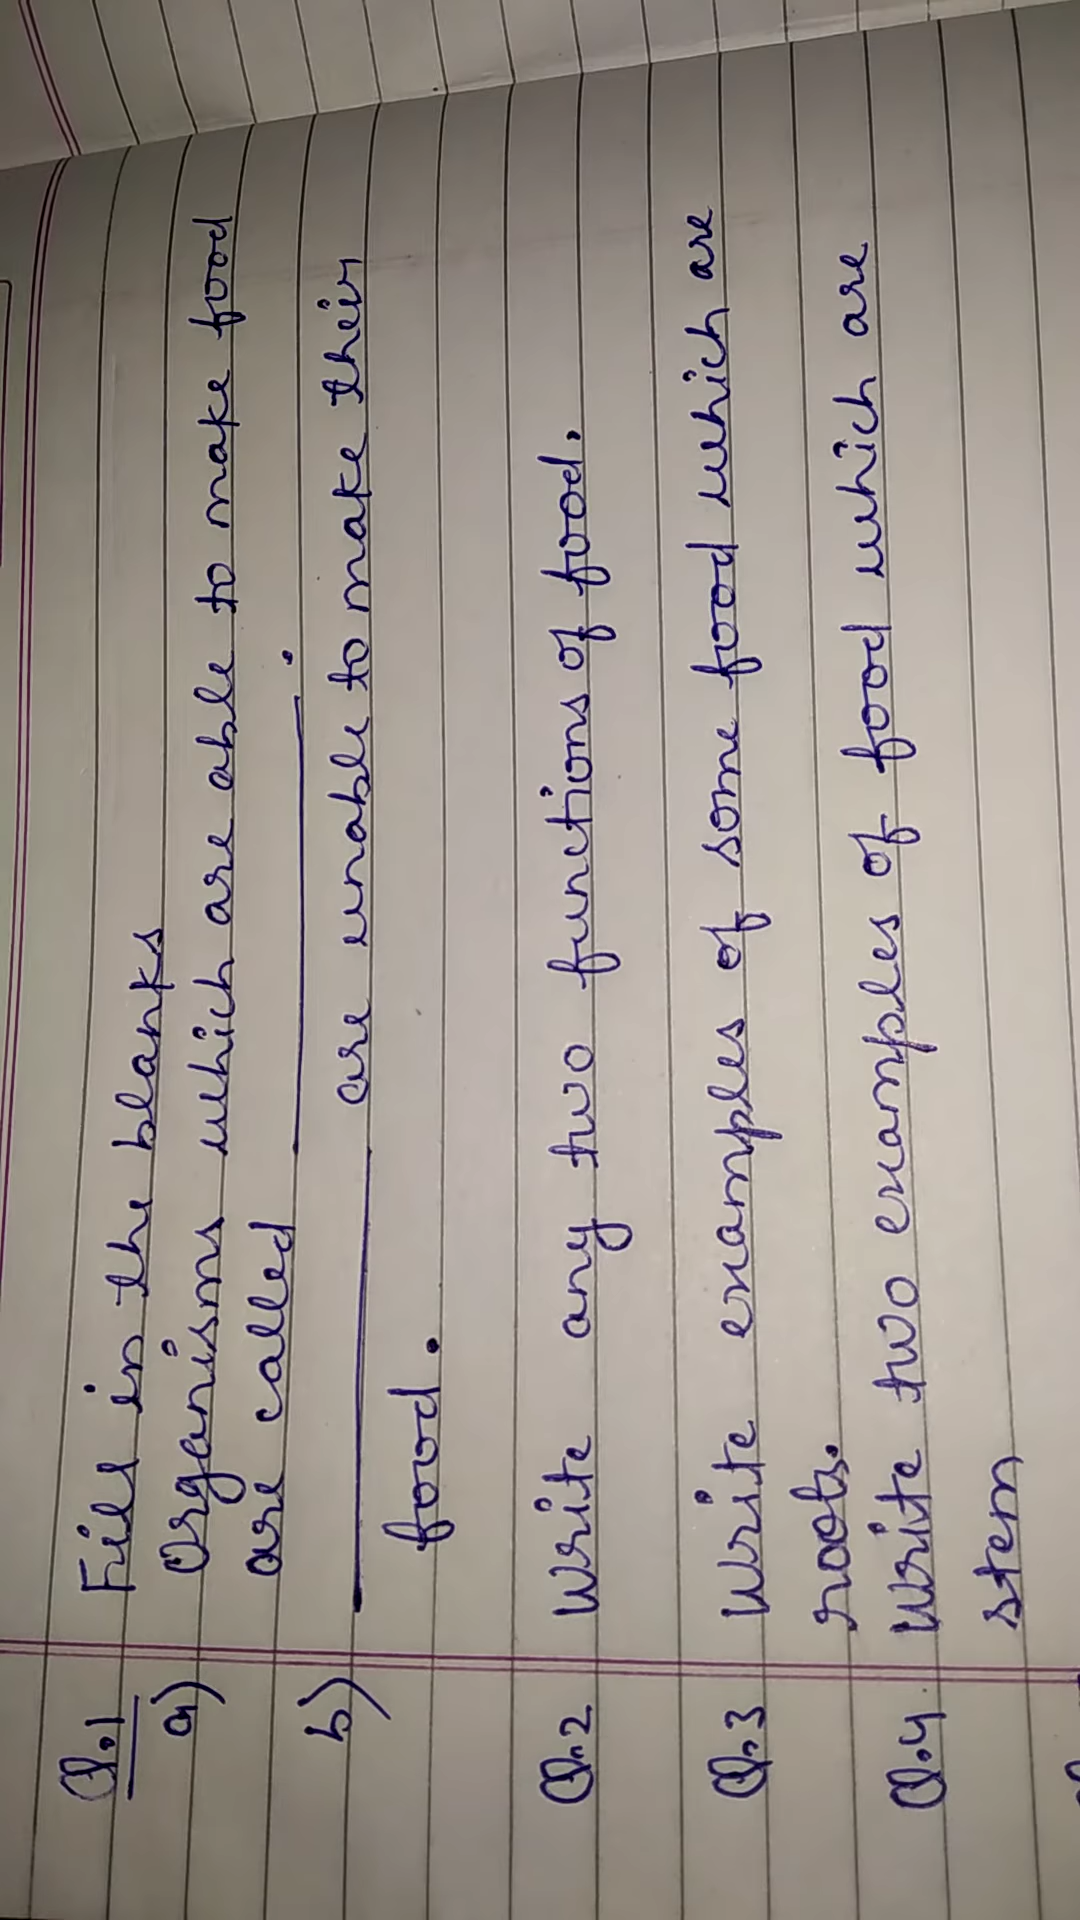 Q.1 Fill in the blanks
a) Organisms which are able to make food
are called ________.
b) ________ are unable to make their
food.
Q.2 Write any two functions of food.
Q.3 Write examples of some food which are
roots.
Q.4 Write two examples of food which are
stem